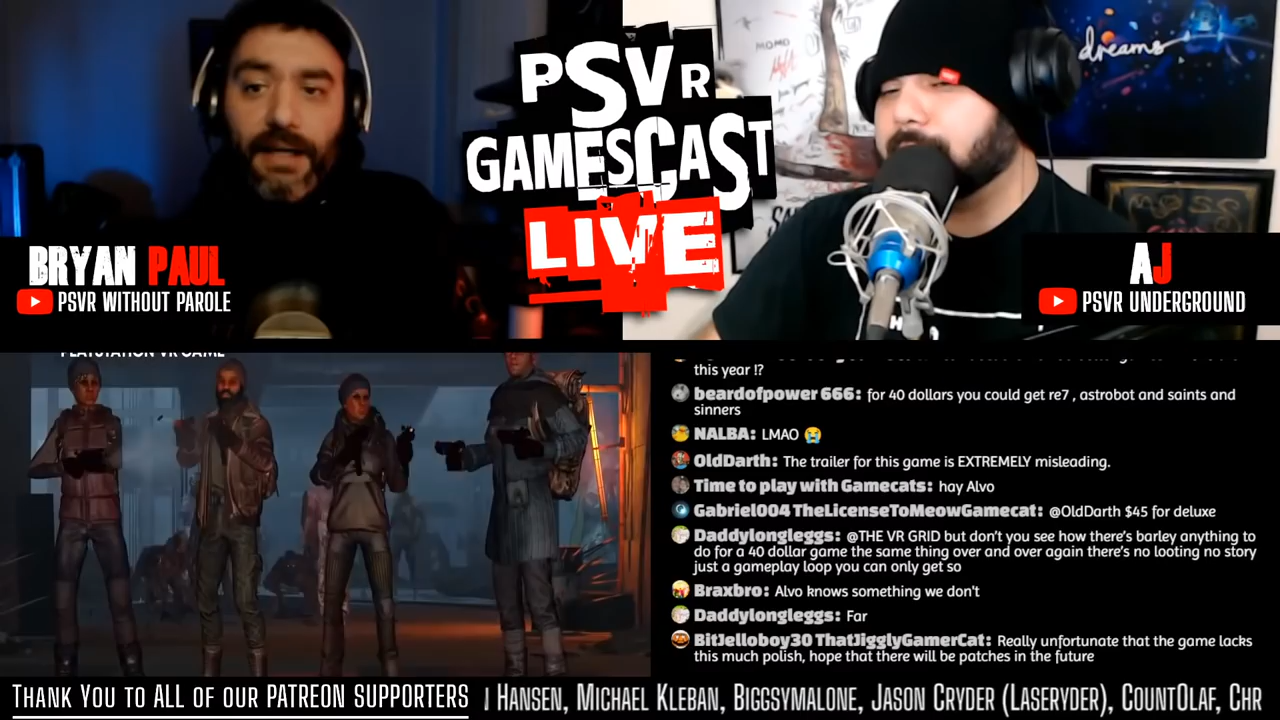 PSVR
GAMESCAST
LIVE
MOMO
dreams
BRYAN PAUL
PSVR WITHOUT PAROLE
AJ
PSVR UNDERGROUND
PLAYSTATION VR GAME
this year !?
beardofpower 666: for 40 dollars you could get re7 , astrobot and saints and
sinners
NALBA: LMAO 😭
OldDarth: The trailer for this game is EXTREMELY misleading.
Time to play with Gamecats: hay Alvo
Gabriel004 TheLicenseToMeowGamecat: @OldDarth $45 for deluxe
Daddylongleggs: @THE VR GRID but don't you see how there's barley anything to
do for a 40 dollar game the same thing over and over again there's no looting no story
just a gameplay loop you can only get so
Braxbro: Alvo knows something we don't
Daddylongleggs: Far
BitJelloboy30 ThatJigglyGamerCat: Really unfortunate that the game lacks
this much polish, hope that there will be patches in the future
THANK YOU TO ALL OF OUR PATREON SUPPORTERS
HANSEN, MICHAEL KLEBAN, BIGGSYMALONE, JASON CRYDER (LASERYDER), COUNTOLAF, CHR